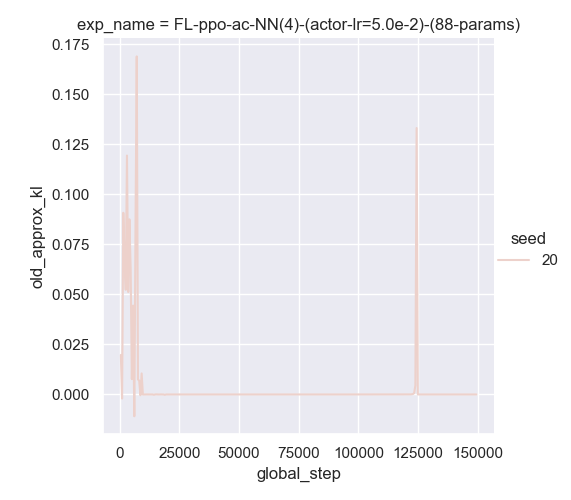 exp_name = FL-ppo-ac-NN(4)-(actor-lr=5.0e-2)-(88-params)
0.175
0.150
0.125
0.100
0.075
0.050
0.025
0.000
old_approx_kl
0 25000 50000 75000 100000 125000 150000
global_step
seed
20